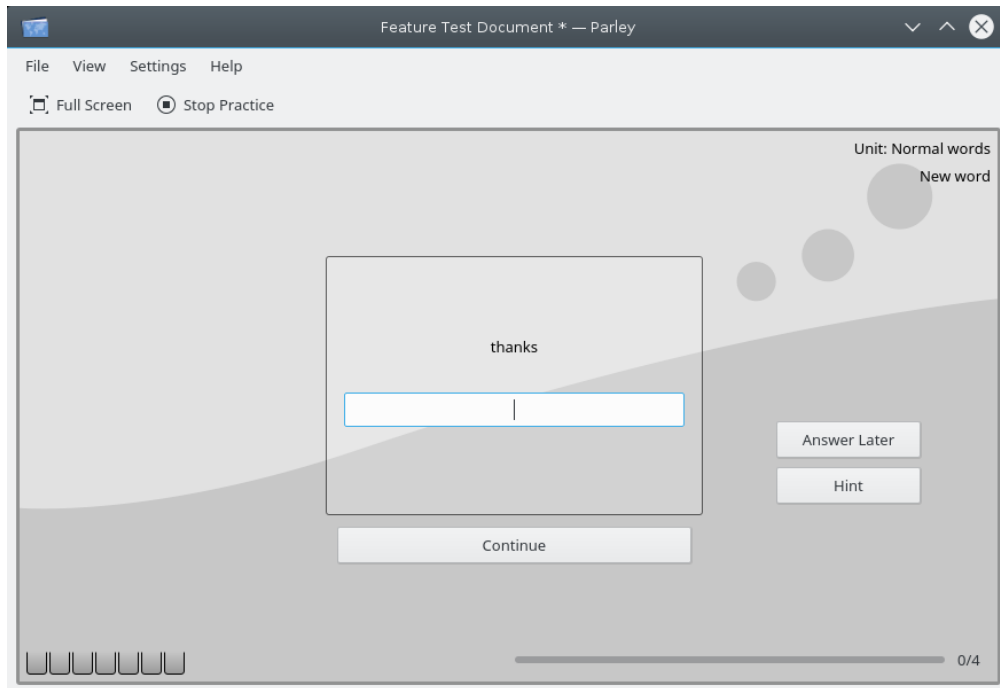 Feature Test Document * — Parley
File View Settings Help
Full Screen Stop Practice
Unit: Normal words
New word
thanks
Answer Later
Hint
Continue
0/4